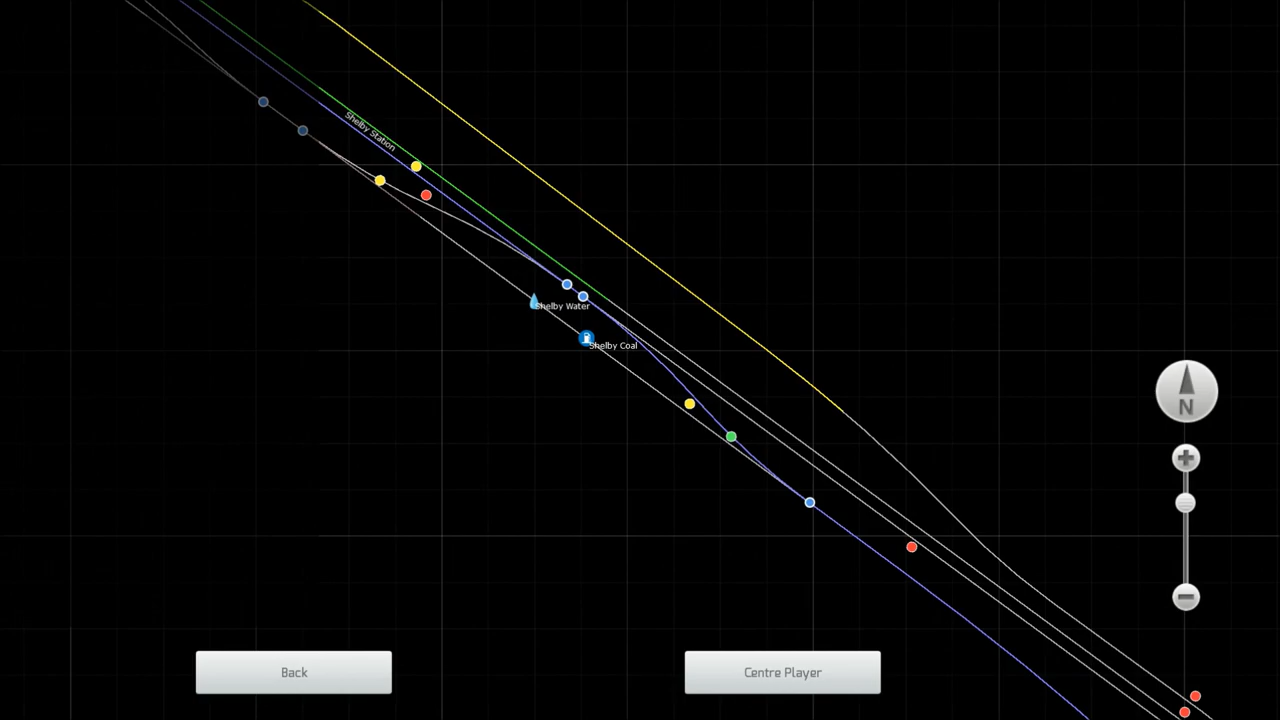 Shelby Station
Shelby Water
Shelby Coal
N
Back
Centre Player